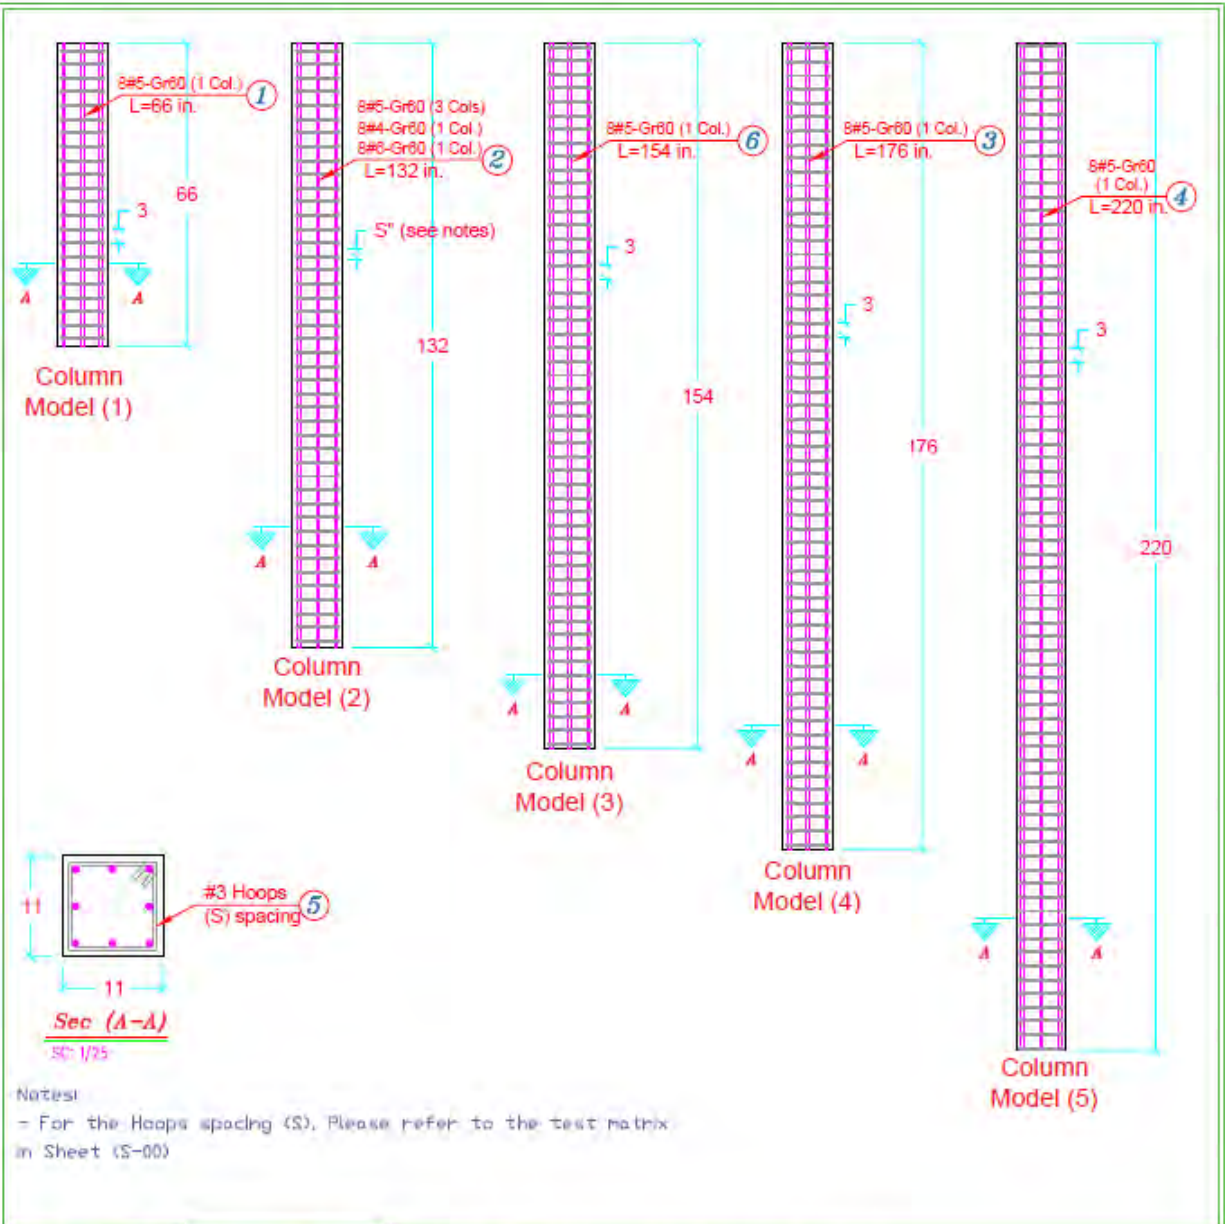 8#5-Gr60 (1 Col.)
L=66 in.
1
66
3
A A
Column
Model (1)
8#5-Gr60 (3 Cols)
8#4-Gr60 (1 Col.)
8#6-Gr60 (1 Col.)
L=132 in.
2
S" (see notes)
132
A A
Column
Model (2)
8#5-Gr60 (1 Col.)
L=154 in.
6
3
154
A A
Column
Model (3)
8#5-Gr60 (1 Col.)
L=176 in.
3
3
176
A A
Column
Model (4)
8#5-Gr60
(1 Col.)
L=220 in.
4
3
220
A A
Column
Model (5)
11
#3 Hoops
(S) spacing
5
11
Sec (A-A)
SC: 1/25
Notes:
- For the Hoops spacing (S), Please refer to the test matrix
in Sheet (S-00)